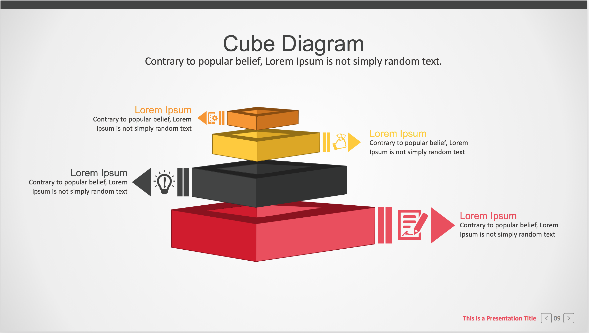 Cube Diagram
Contrary to popular belief, Lorem Ipsum is not simply random text.
Lorem Ipsum
Contrary to popular belief, Lorem
Ipsum is not simply random text
Lorem Ipsum
Contrary to popular belief, Lorem
Ipsum is not simply random text
Lorem Ipsum
Contrary to popular belief, Lorem
Ipsum is not simply random text
Lorem Ipsum
Contrary to popular belief, Lorem
Ipsum is not simply random text
This is a Presentation Title < 09 >